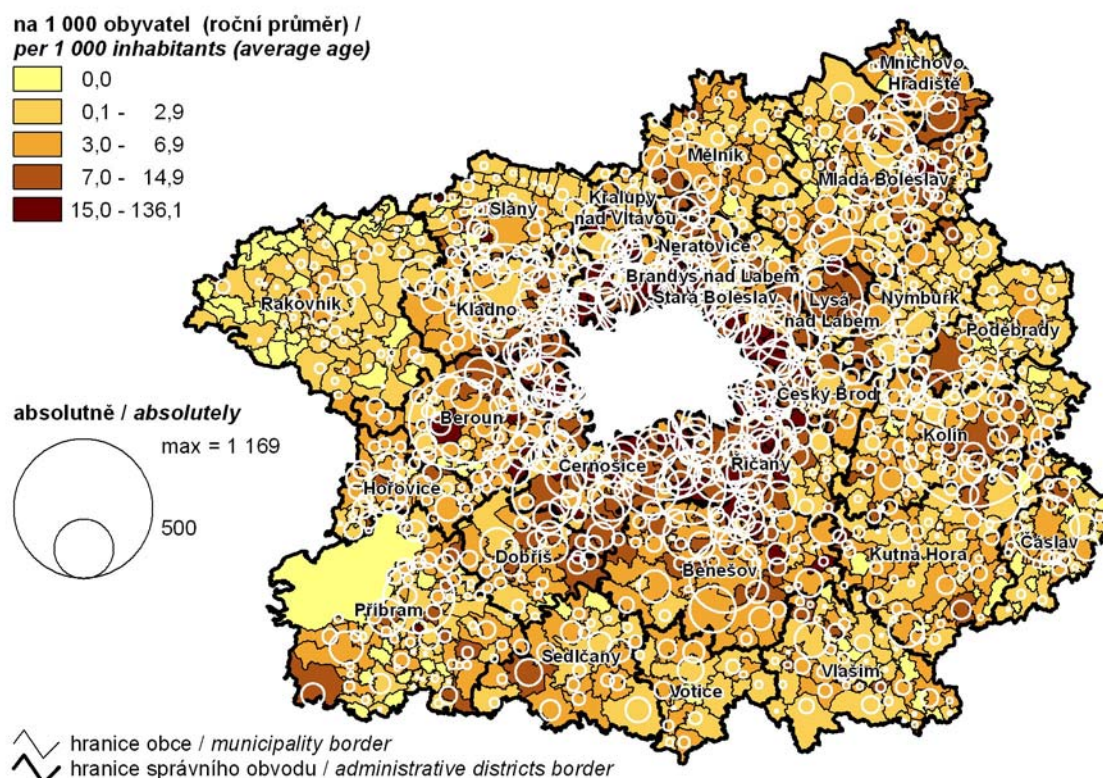 na 1 000 obyvatel (roční průměr) /
per 1 000 inhabitants (average age)
0,0
0,1 - 2,9
3,0 - 6,9
7,0 - 14,9
15,0 - 136,1
Mnichovo
Hradiště
Mělník
Mladá Boleslav
Slaný
Kralupy
nad Vltavou
Neratovice
Brandýs nad Labem
Stará Boleslav
Rakovník
Kladno
Lysá
nad Labem
Nymburk
Poděbrady
absolutně / absolutely
max = 1 169
500
Beroun
Český Brod
Kolín
Černošice
Říčany
Hořovice
Dobříš
Benešov
Kutná Hora
Čáslav
Příbram
Sedlčany
Votice
Vlašim
hranice obce / municipality border
hranice správního obvodu / administrative districts border